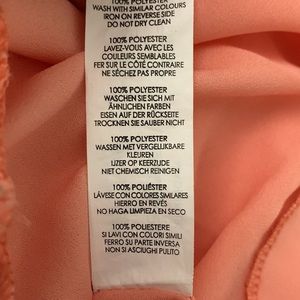 100% POLYESTER
WASH WITH SIMILAR COLOURS
IRON ON REVERSE SIDE
DO NOT DRY CLEAN
100% POLYESTER
LAVEZ-VOUS AVEC LES
COULEURS SEMBLABLES
FER SUR LE CÔTÉ CONTRAIRE
NE SÉCHEZ PAS PROPRE
100% POLYESTER
WASCHEN SIE SICH MIT
ÄHNLICHEN FARBEN
EISEN AUF DER RÜCKSEITE
TROCKNEN SIE SAUBER NICHT
100% POLYESTER
WASSEN MET VERGELIJKBARE
KLEUREN
IJZER OP KEERZIJDE
NIET CHEMISCH REINIGEN
100% POLIÉSTER
LÁVESE CON COLORES SIMILARES
HIERRO EN REVÉS
NO HAGA LIMPIEZA EN SECO
100% POLIESTERE
SI LAVI CON COLORI SIMILI
FERRO SU PARTE INVERSA
NON SI ASCIUGHI PULITO